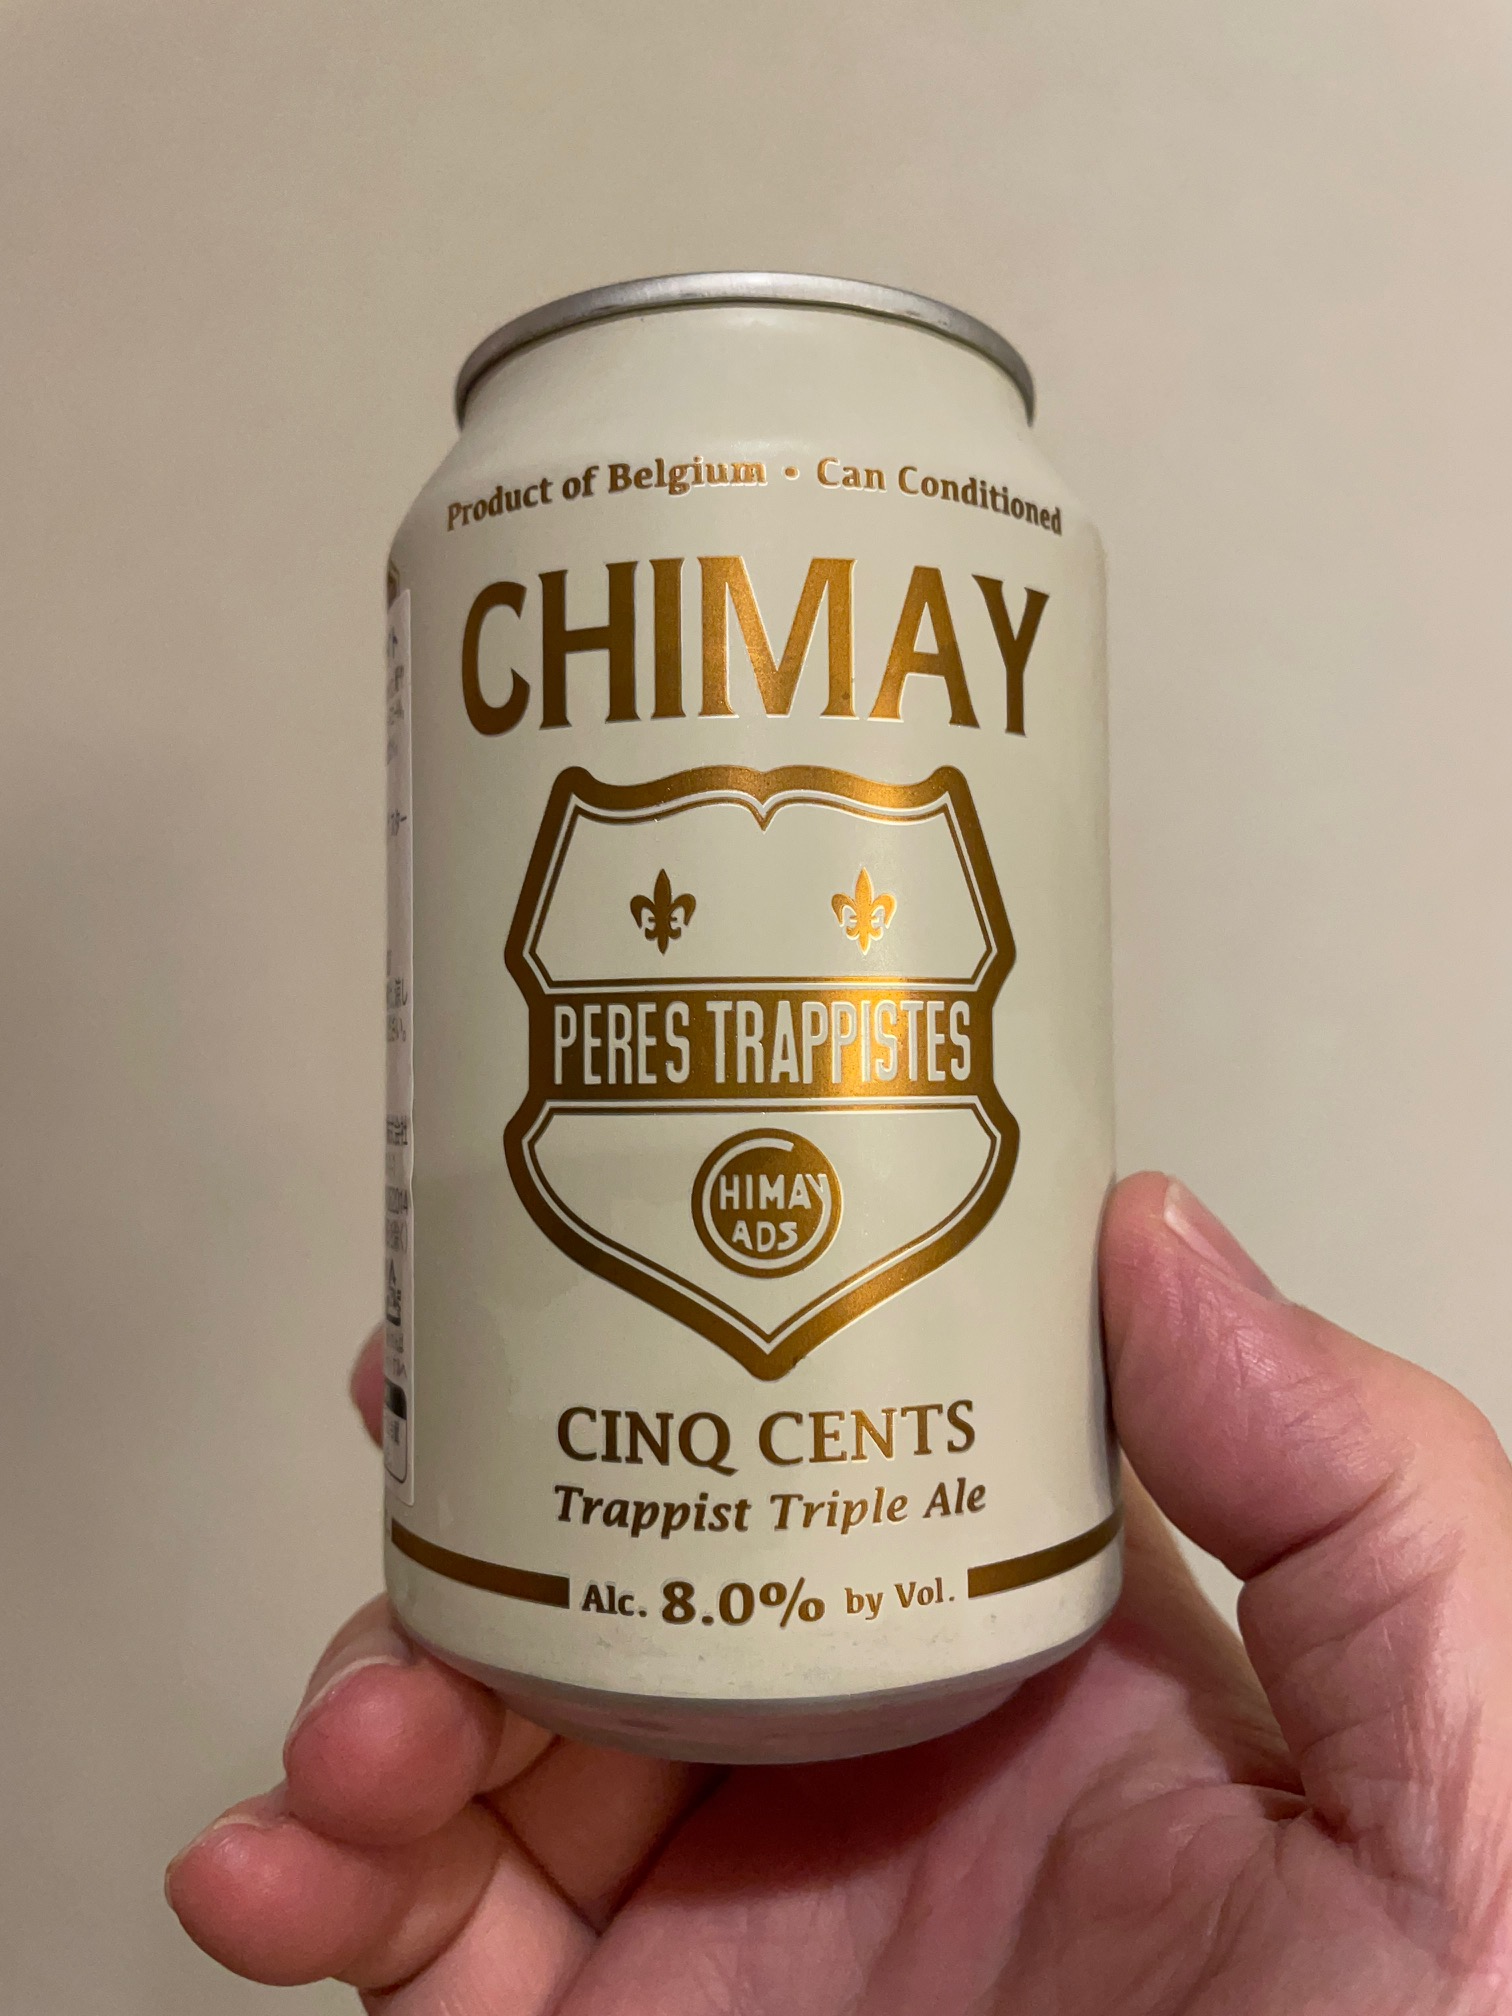 Product of Belgium • Can Conditioned
CHIMAY
PERES TRAPPISTES
CHIMAY
ADS
CINQ CENTS
Trappist Triple Ale
Alc. 8.0% by Vol.